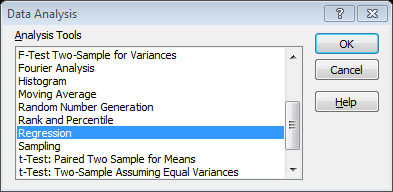 Data Analysis
Analysis Tools
OK
F-Test Two-Sample for Variances
Fourier Analysis
Histogram
Cancel
Moving Average
Random Number Generation
Help
Rank and Percentile
Regression
Sampling
t-Test: Paired Two Sample for Means
t-Test: Two-Sample Assuming Equal Variances